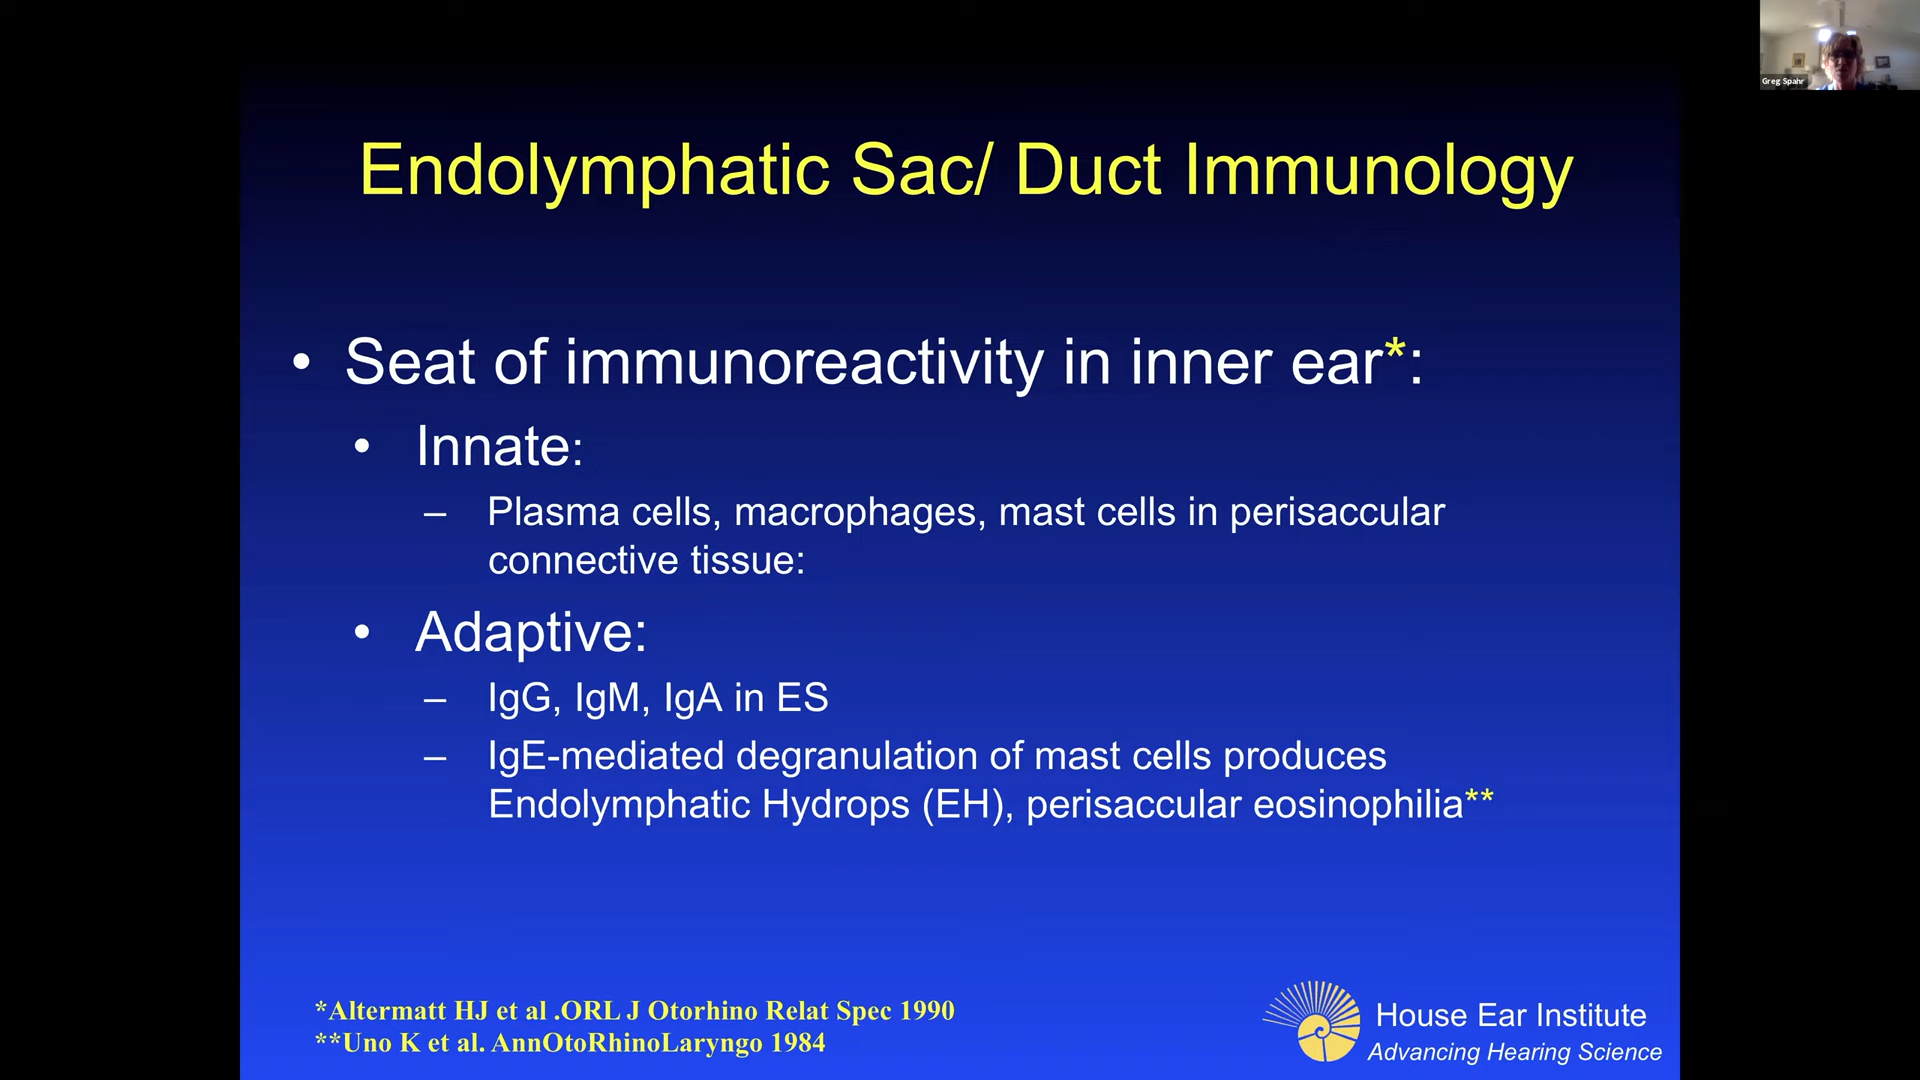 Greg Spahr
Endolymphatic Sac/ Duct Immunology
• Seat of immunoreactivity in inner ear*:
• Innate:
– Plasma cells, macrophages, mast cells in perisaccular
connective tissue:
• Adaptive:
– IgG, IgM, IgA in ES
– IgE-mediated degranulation of mast cells produces
Endolymphatic Hydrops (EH), perisaccular eosinophilia**
*Altermatt HJ et al .ORL J Otorhino Relat Spec 1990
**Uno K et al. AnnOtoRhinoLaryngo 1984
House Ear Institute
Advancing Hearing Science